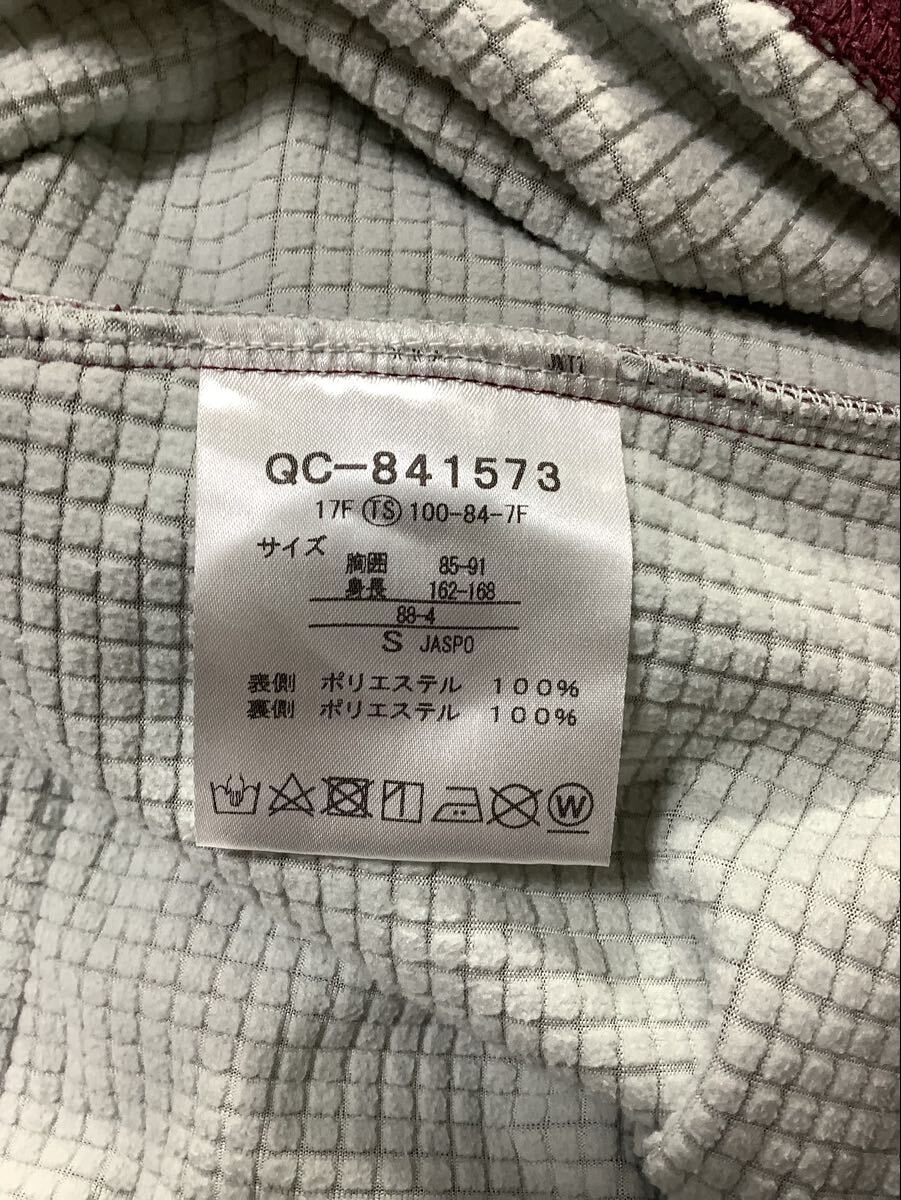 QC-841573
17F TS 100-84-7F
サイズ
胸囲 85-91
身長 162-168
88-4
S JASPO
表側 ポリエステル 100%
裏側 ポリエステル 100%
W